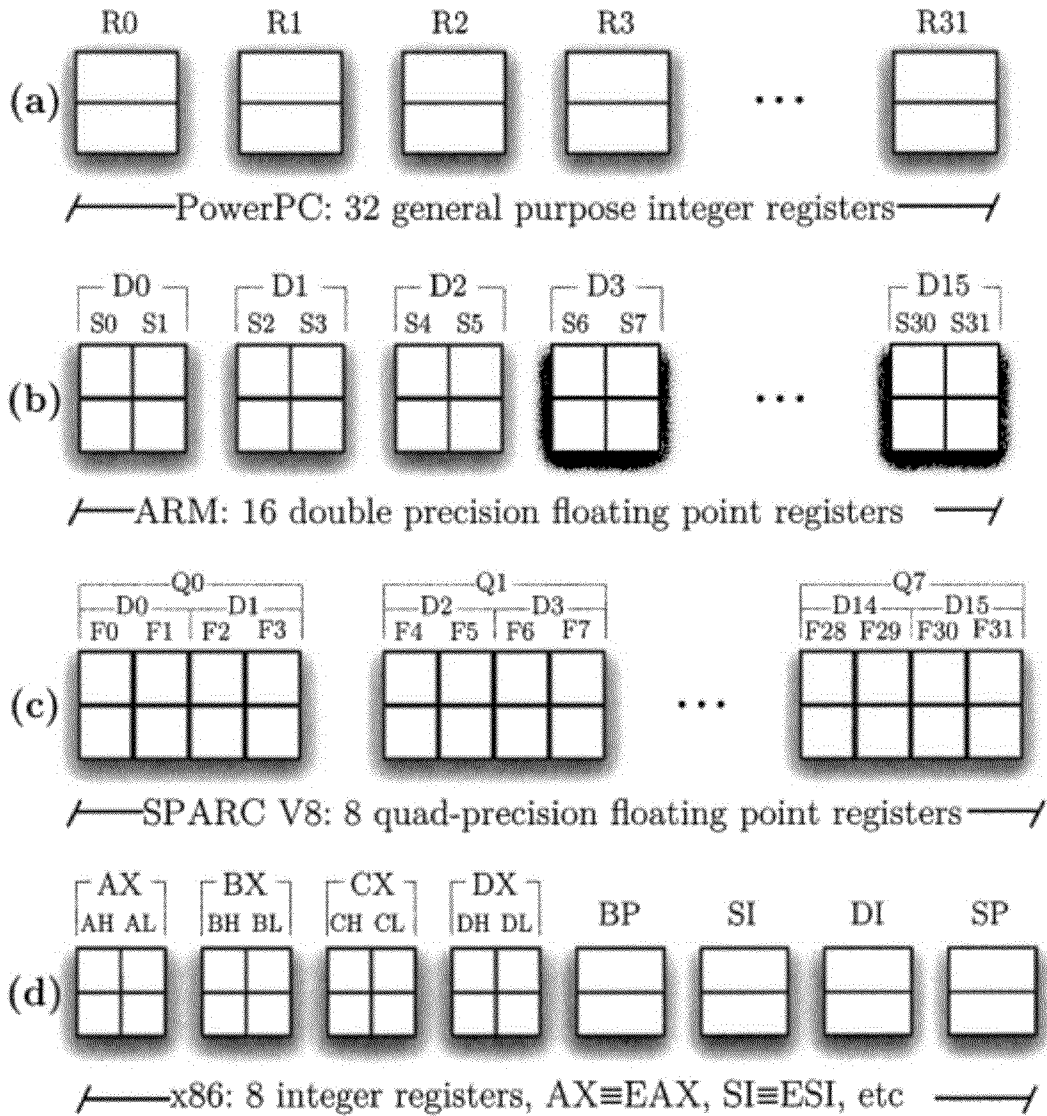 R0 R1 R2 R3 R31
(a) ...
PowerPC: 32 general purpose integer registers
D0 D1 D2 D3 D15
S0 S1 S2 S3 S4 S5 S6 S7 S30 S31
(b) ...
ARM: 16 double precision floating point registers
Q0 Q1 Q7
D0 D1 D2 D3 D14 D15
F0 F1 F2 F3 F4 F5 F6 F7 F28 F29 F30 F31
(c) ...
SPARC V8: 8 quad-precision floating point registers
AX BX CX DX BP SI DI SP
AH AL BH BL CH CL DH DL
(d)
x86: 8 integer registers, AX≡EAX, SI≡ESI, etc